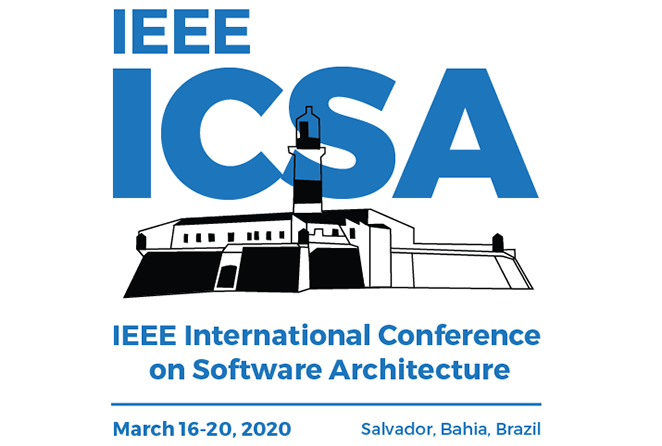 IEEE
ICSA
IEEE International Conference
on Software Architecture
March 16-20, 2020
Salvador, Bahia, Brazil